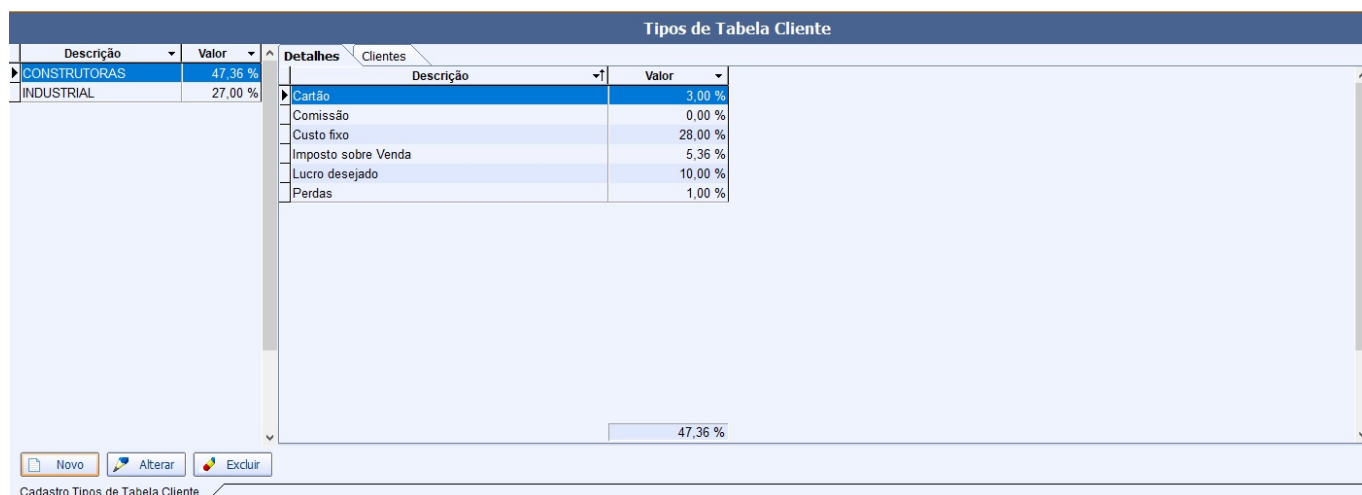 Tipos de Tabela Cliente
Descrição Valor
CONSTRUTORAS 47,36 %
INDUSTRIAL 27,00 %
Detalhes Clientes
Descrição Valor
Cartão 3,00 %
Comissão 0,00 %
Custo fixo 28,00 %
Imposto sobre Venda 5,36 %
Lucro desejado 10,00 %
Perdas 1,00 %
47,36 %
Novo Alterar Excluir
Cadastro Tipos de Tabela Cliente